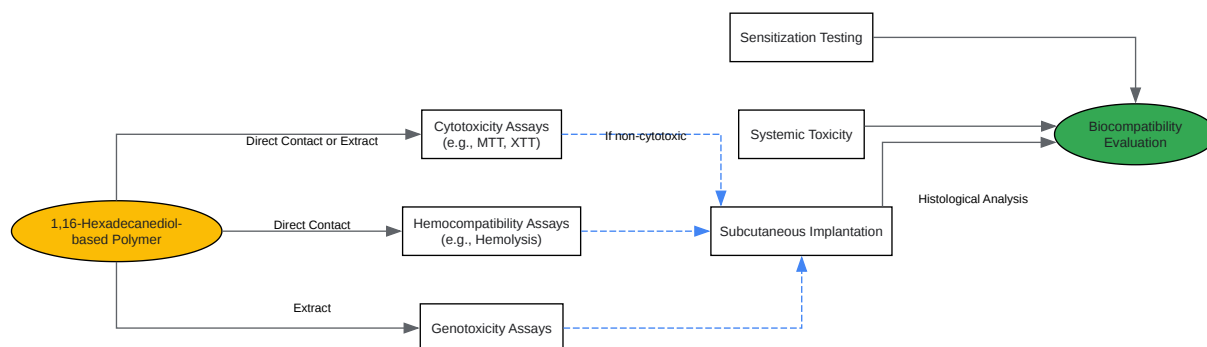 Sensitization Testing
Cytotoxicity Assays
(e.g., MTT, XTT)
If non-cytotoxic
Systemic Toxicity
Biocompatibility
Evaluation
Direct Contact or Extract
Histological Analysis
1,16-Hexadecanediol-
based Polymer
Direct Contact
Hemocompatibility Assays
(e.g., Hemolysis)
Subcutaneous Implantation
Extract
Genotoxicity Assays